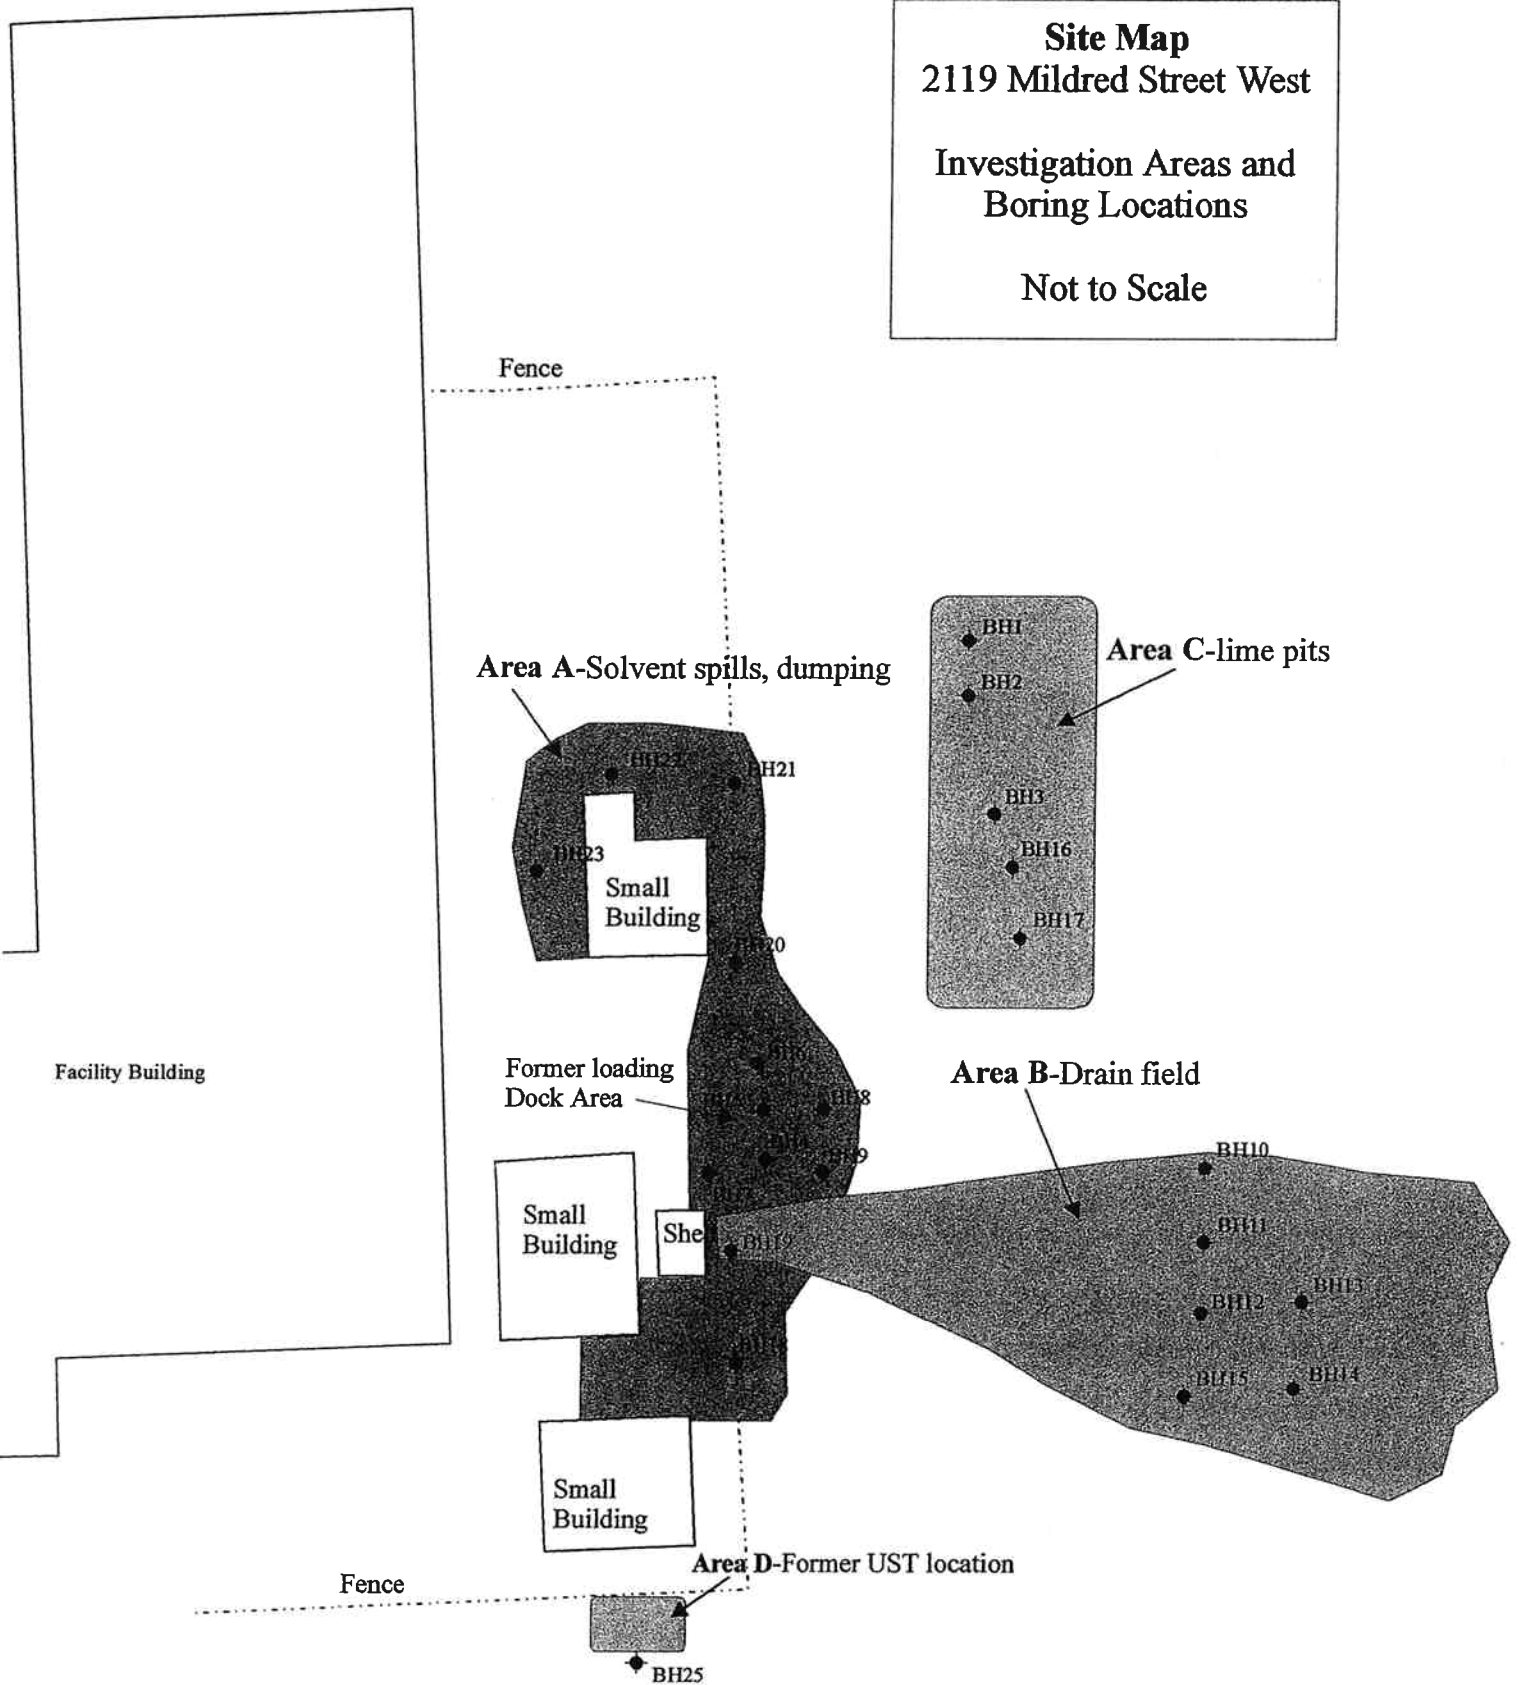 Site Map
2119 Mildred Street West
Investigation Areas and
Boring Locations
Not to Scale
Fence
BH1
Area C-lime pits
Area A-Solvent spills, dumping
BH2
BH22
BH21
BH3
BH16
BH23
Small
Building
BH17
BH20
Former loading
Dock Area
Facility Building
Area B-Drain field
BH8
BH9
BH10
Small
Building
Shed
BH19
BH11
BH12
BH13
BH15
BH14
Small
Building
Area D-Former UST location
Fence
BH25